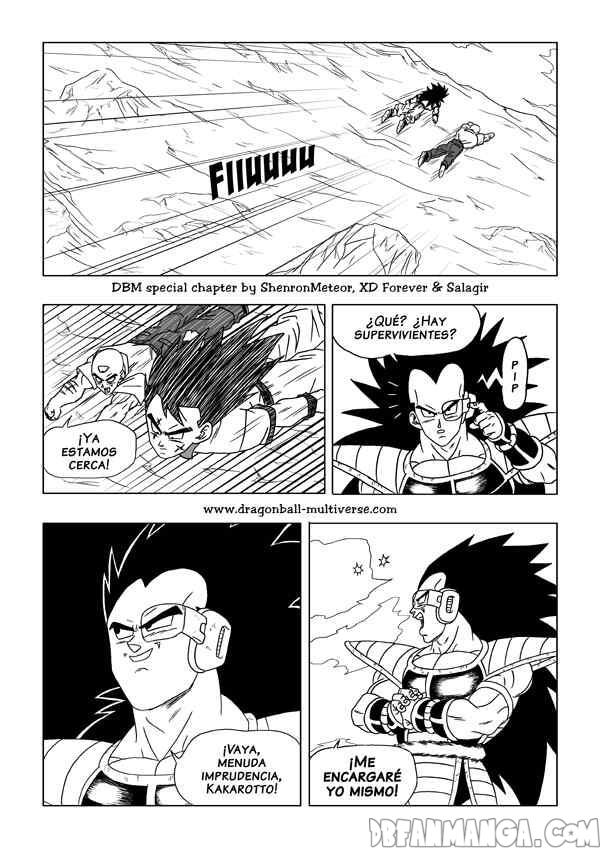 FIIUUUU
DBM special chapter by ShenronMeteor, XD Forever & Salagir
¡YA
ESTAMOS
CERCA!
¿QUÉ? ¿HAY
SUPERVIVIENTES?
PIP
www.dragonball-multiverse.com
¡VAYA,
MENUDA
IMPRUDENCIA,
KAKAROTTO!
¡ME
ENCARGARÉ
YO MISMO!
DBFANMANGA.COM